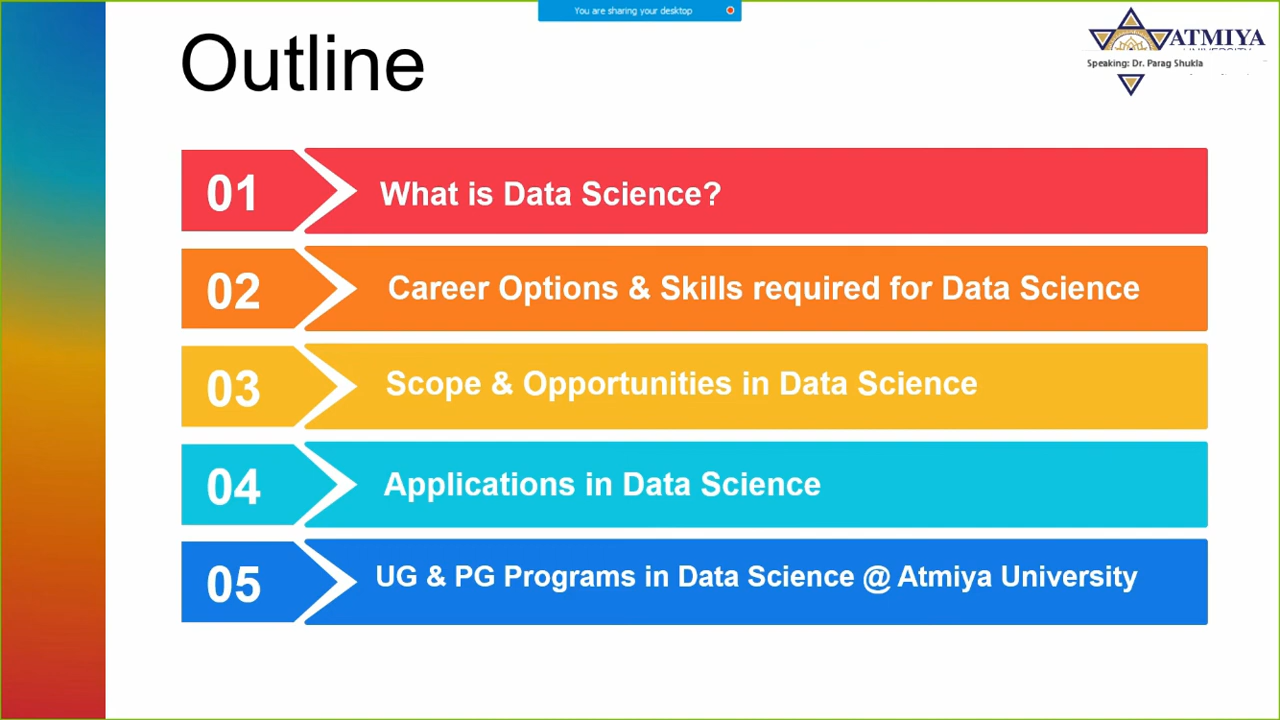 You are sharing your desktop
Outline
ATMIYA
UNIVERSITY
Speaking: Dr. Parag Shukla
01 What is Data Science?
02 Career Options & Skills required for Data Science
03 Scope & Opportunities in Data Science
04 Applications in Data Science
05 UG & PG Programs in Data Science @ Atmiya University